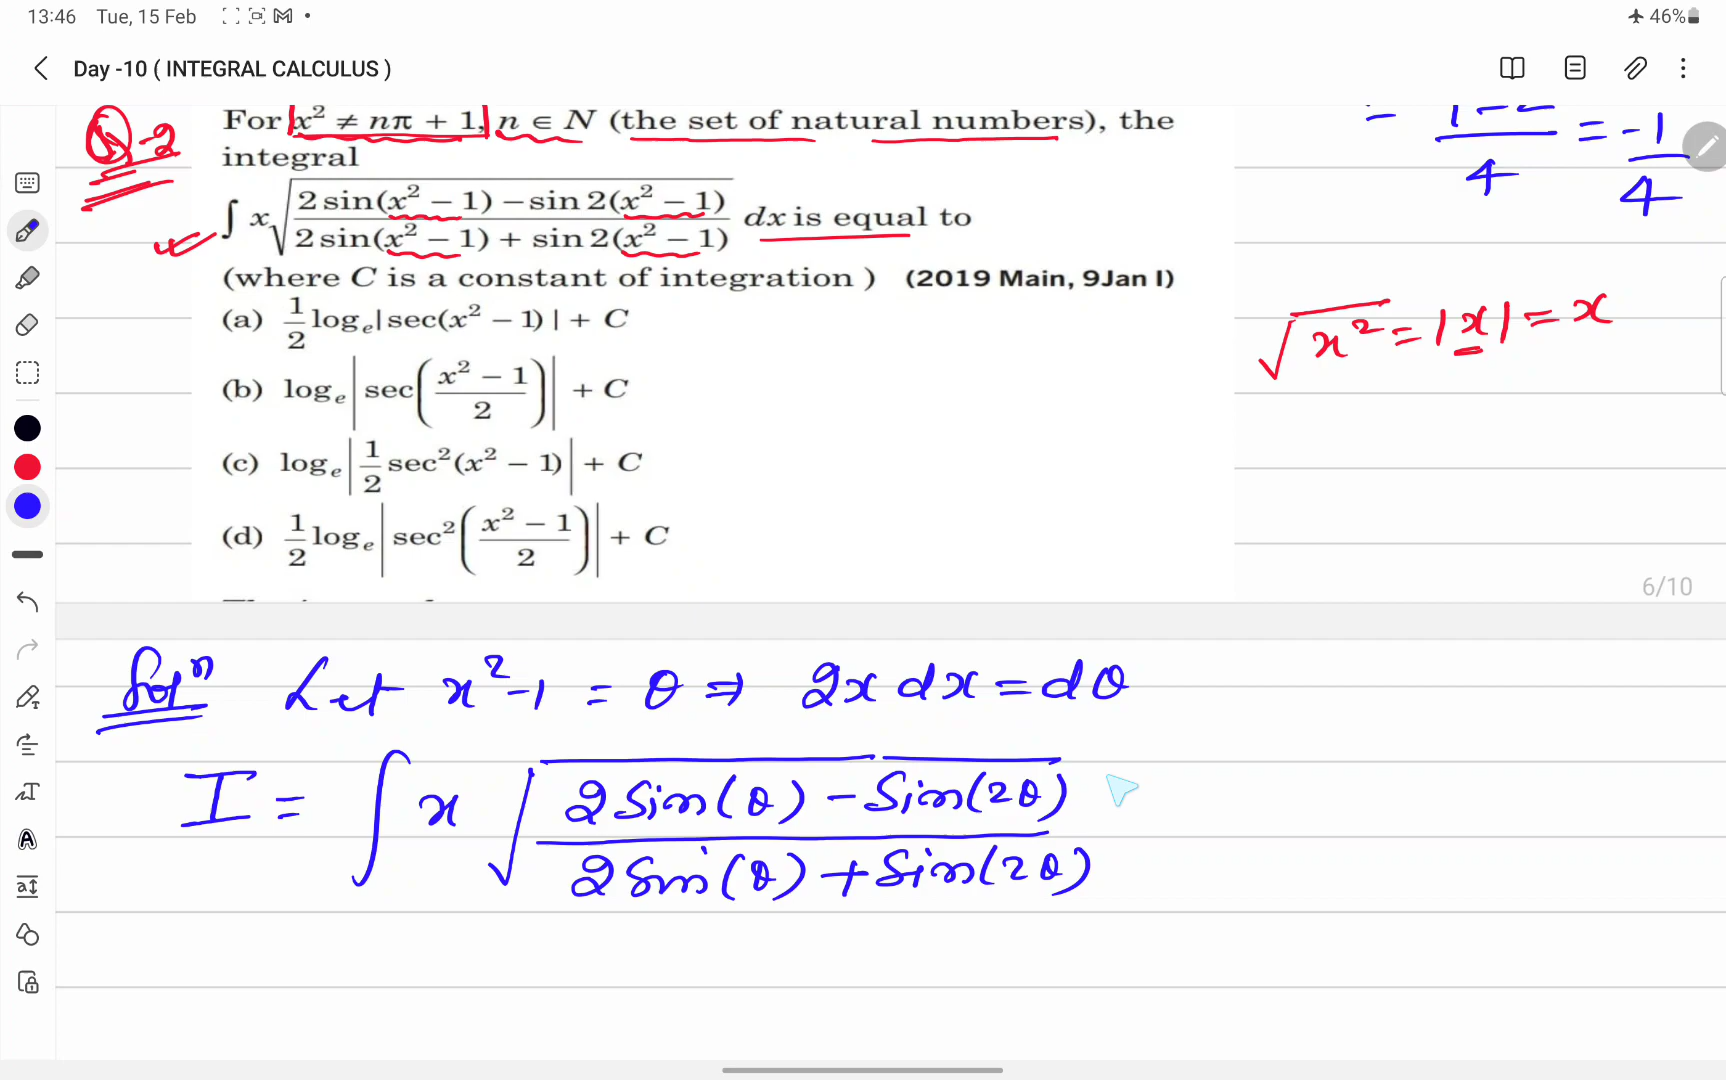 13:46 Tue, 15 Feb 46%
Day -10 ( INTEGRAL CALCULUS )
Q-2
For x² ≠ nπ + 1, n ∈ N (the set of natural numbers), the
integral
∫ x √((2 sin(x² − 1) − sin 2(x² − 1))/(2 sin(x² − 1) + sin 2(x² − 1))) dx is equal to
(where C is a constant of integration ) (2019 Main, 9Jan I)
(a) 1/2 logₑ| sec(x² − 1) | + C
(b) logₑ | sec((x² − 1)/2) | + C
(c) logₑ | 1/2 sec²(x² − 1) | + C
(d) 1/2 logₑ | sec²((x² − 1)/2) | + C
= (1-2)/4 = -1/4
√x² = |x| = x
6/10
Solⁿ Let x²-1 = θ ⇒ 2x dx = dθ
I = ∫ x √((2 Sin(θ) - Sin(2θ))/(2 Sin(θ) + Sin(2θ)))